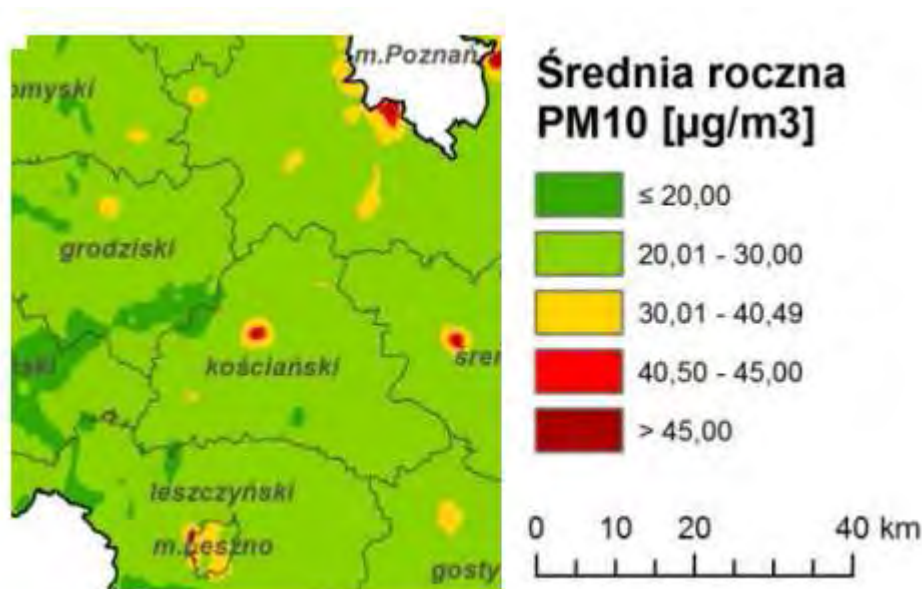 m.Poznań
omyski
grodziski
kościański
śrem
leszczyński
m.Leszno
gosty
Średnia roczna
PM10 [µg/m3]
≤ 20,00
20,01 - 30,00
30,01 - 40,49
40,50 - 45,00
> 45,00
0 10 20 40 km